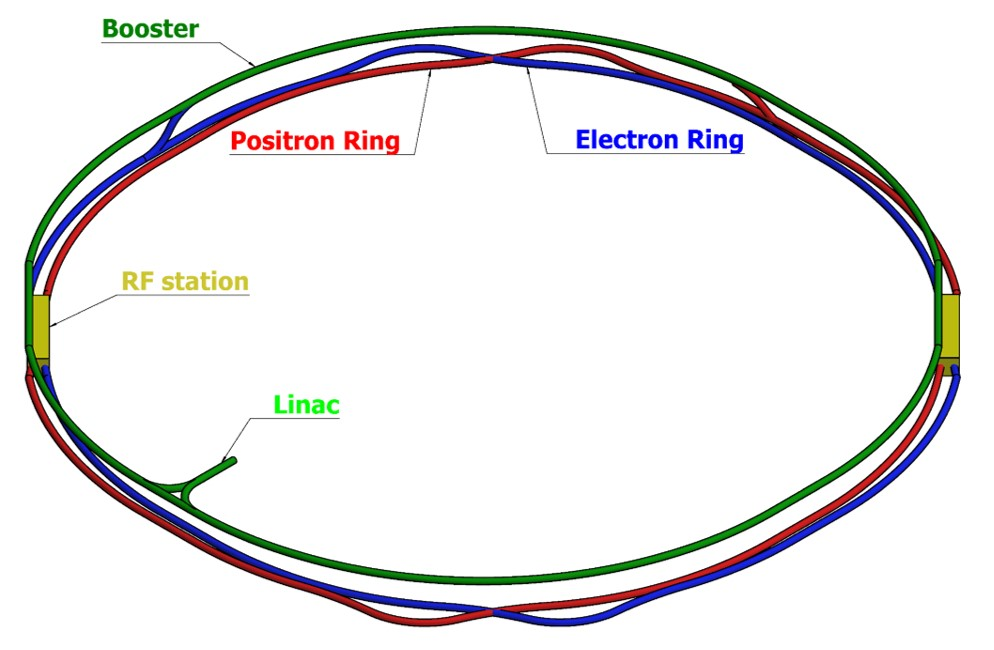 Booster
Positron Ring
Electron Ring
RF station
Linac